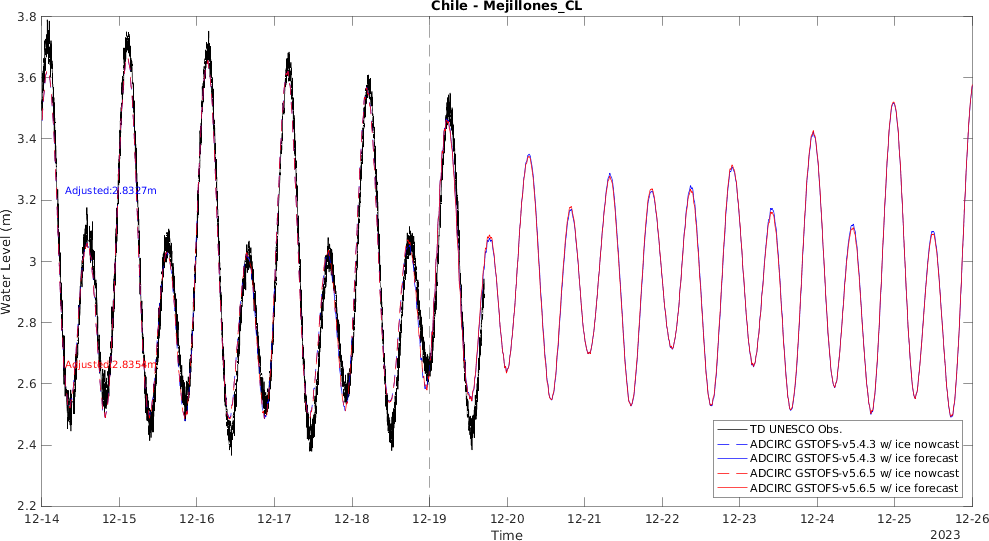 Chile - Mejillones_CL
3.8
3.6
3.4
3.2
3
2.8
2.6
2.4
2.2
Water Level (m)
Adjusted:2.8327m
Adjusted:2.8354m
TD UNESCO Obs.
ADCIRC GSTOFS-v5.4.3 w/ ice nowcast
ADCIRC GSTOFS-v5.4.3 w/ ice forecast
ADCIRC GSTOFS-v5.6.5 w/ ice nowcast
ADCIRC GSTOFS-v5.6.5 w/ ice forecast
12-14 12-15 12-16 12-17 12-18 12-19 12-20 12-21 12-22 12-23 12-24 12-25 12-26
Time
2023